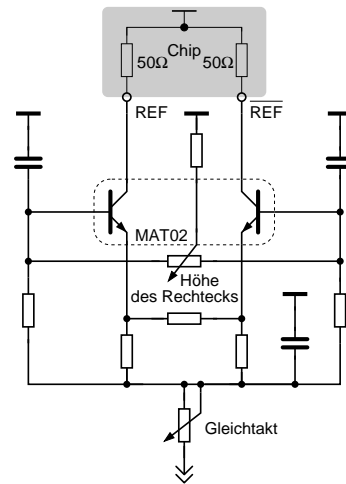 Chip
50Ω 50Ω
REF REF
MAT02
Höhe
des Rechtecks
Gleichtakt